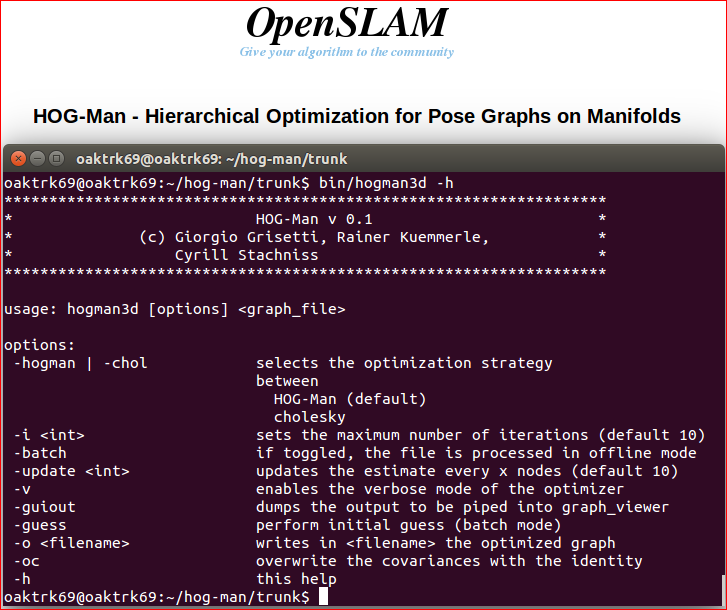 OpenSLAM
Give your algorithm to the community
HOG-Man - Hierarchical Optimization for Pose Graphs on Manifolds
oaktrk69@oaktrk69: ~/hog-man/trunk
oaktrk69@oaktrk69:~/hog-man/trunk$ bin/hogman3d -h
*******************************************************************
* HOG-Man v 0.1 *
* (c) Giorgio Grisetti, Rainer Kuemmerle, *
* Cyrill Stachniss *
*******************************************************************
usage: hogman3d [options] <graph_file>
options:
-hogman | -chol selects the optimization strategy
between
HOG-Man (default)
cholesky
-i <int> sets the maximum number of iterations (default 10)
-batch if toggled, the file is processed in offline mode
-update <int> updates the estimate every x nodes (default 10)
-v enables the verbose mode of the optimizer
-guiout dumps the output to be piped into graph_viewer
-guess perform initial guess (batch mode)
-o <filename> writes in <filename> the optimized graph
-oc overwrite the covariances with the identity
-h this help
oaktrk69@oaktrk69:~/hog-man/trunk$